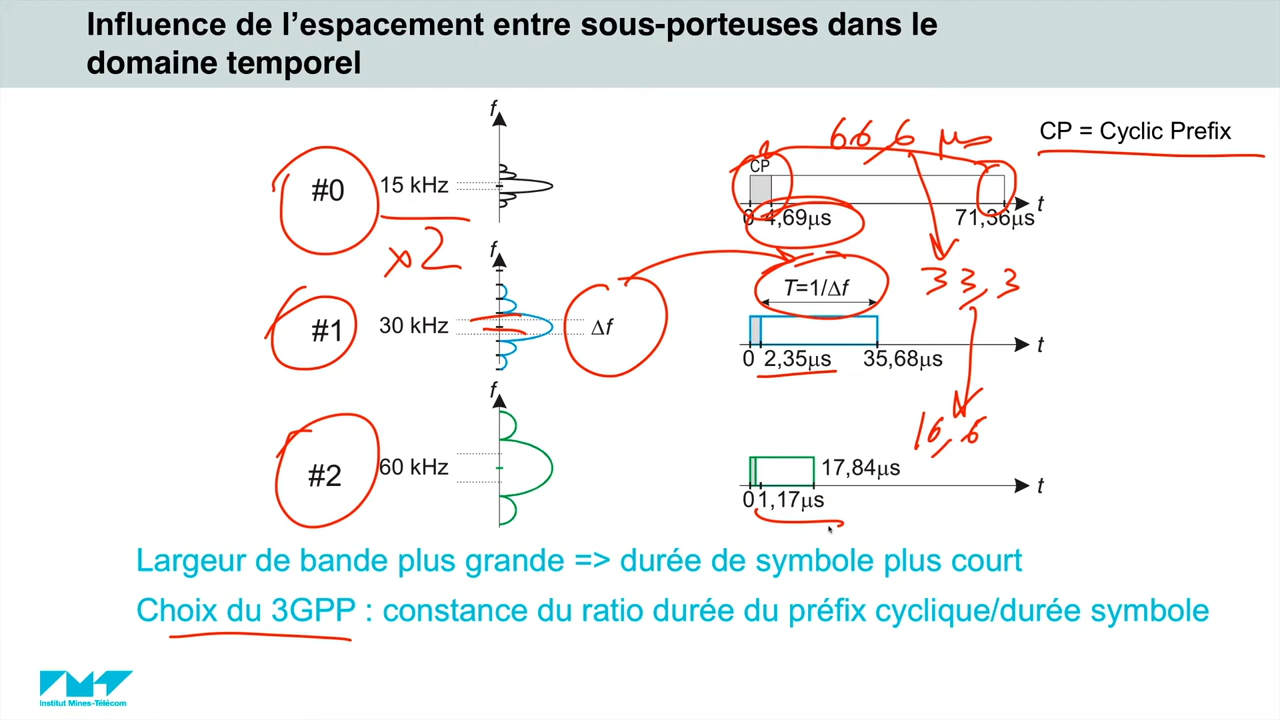 Influence de l’espacement entre sous-porteuses dans le
domaine temporel
f
#0
15 kHz
x2
CP
66,6 µs
CP = Cyclic Prefix
0 4,69µs
71,36µs
t
f
#1
30 kHz
Δf
T=1/Δf
33,3
0 2,35µs
35,68µs
t
f
#2
60 kHz
16,6
17,84µs
0 1,17µs
t
Largeur de bande plus grande => durée de symbole plus court
Choix du 3GPP : constance du ratio durée du préfix cyclique/durée symbole
Institut Mines-Télécom